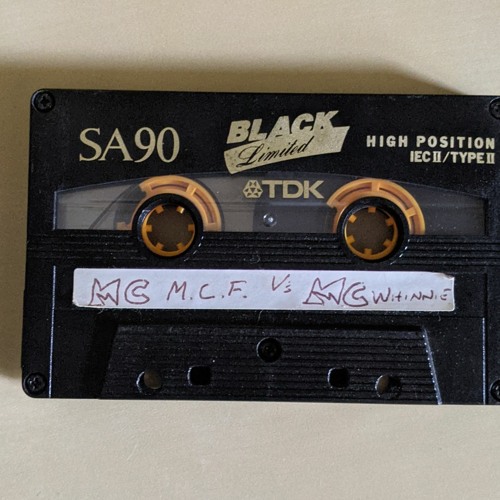 SA90
BLACK
Limited
HIGH POSITION
IEC II/TYPE II
TDK
MC M.C.F. Vs MC WHINNIE